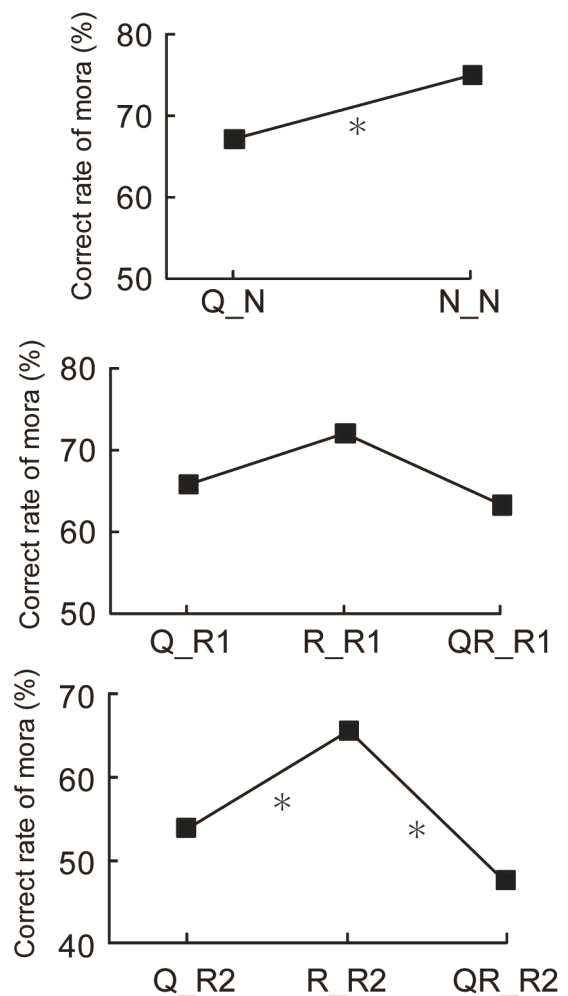 Correct rate of mora (%)
80
70
60
50
*
Q_N N_N
Correct rate of mora (%)
80
70
60
50
Q_R1 R_R1 QR_R1
Correct rate of mora (%)
70
60
50
40
*
*
Q_R2 R_R2 QR_R2